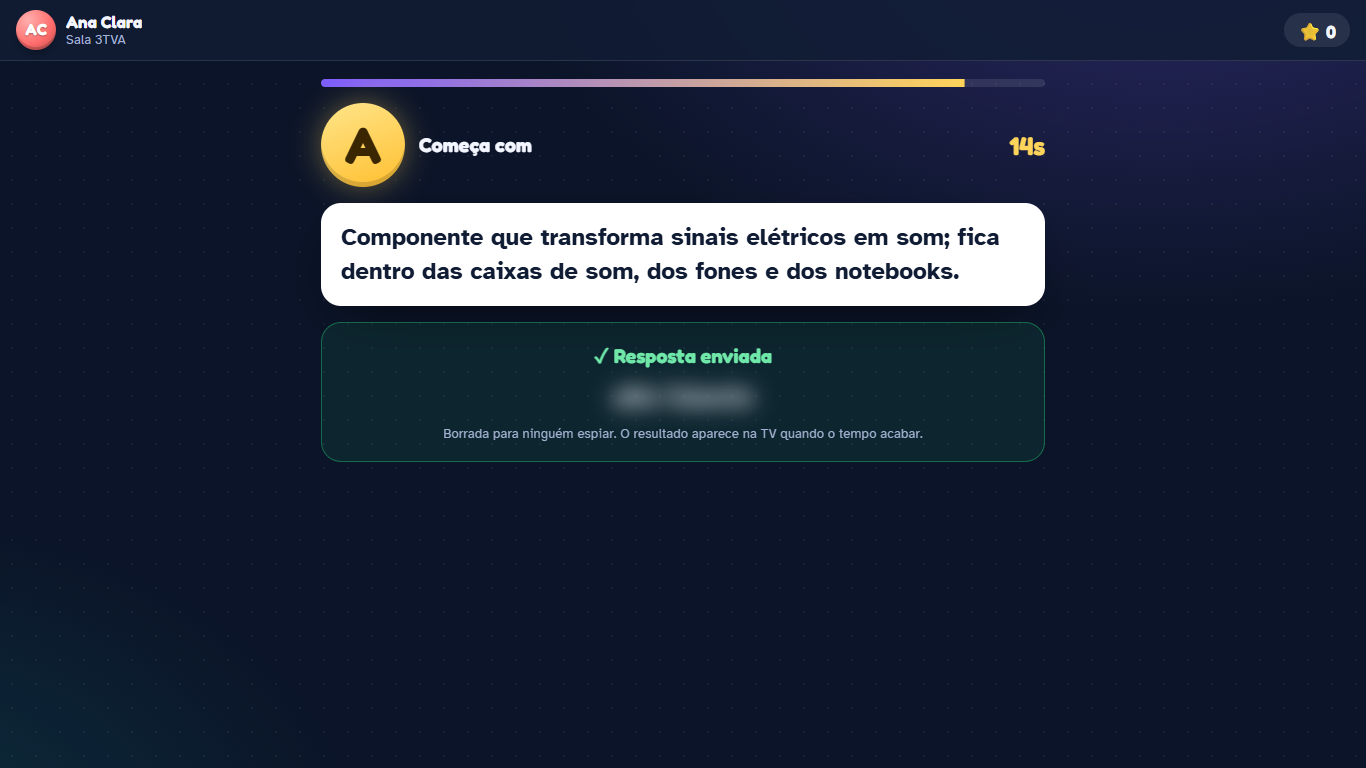 AC
Ana Clara
Sala 3TVA
0
A
Começa com
14s
Componente que transforma sinais elétricos em som; fica
dentro das caixas de som, dos fones e dos notebooks.
✓ Resposta enviada
Borrada para ninguém espiar. O resultado aparece na TV quando o tempo acabar.